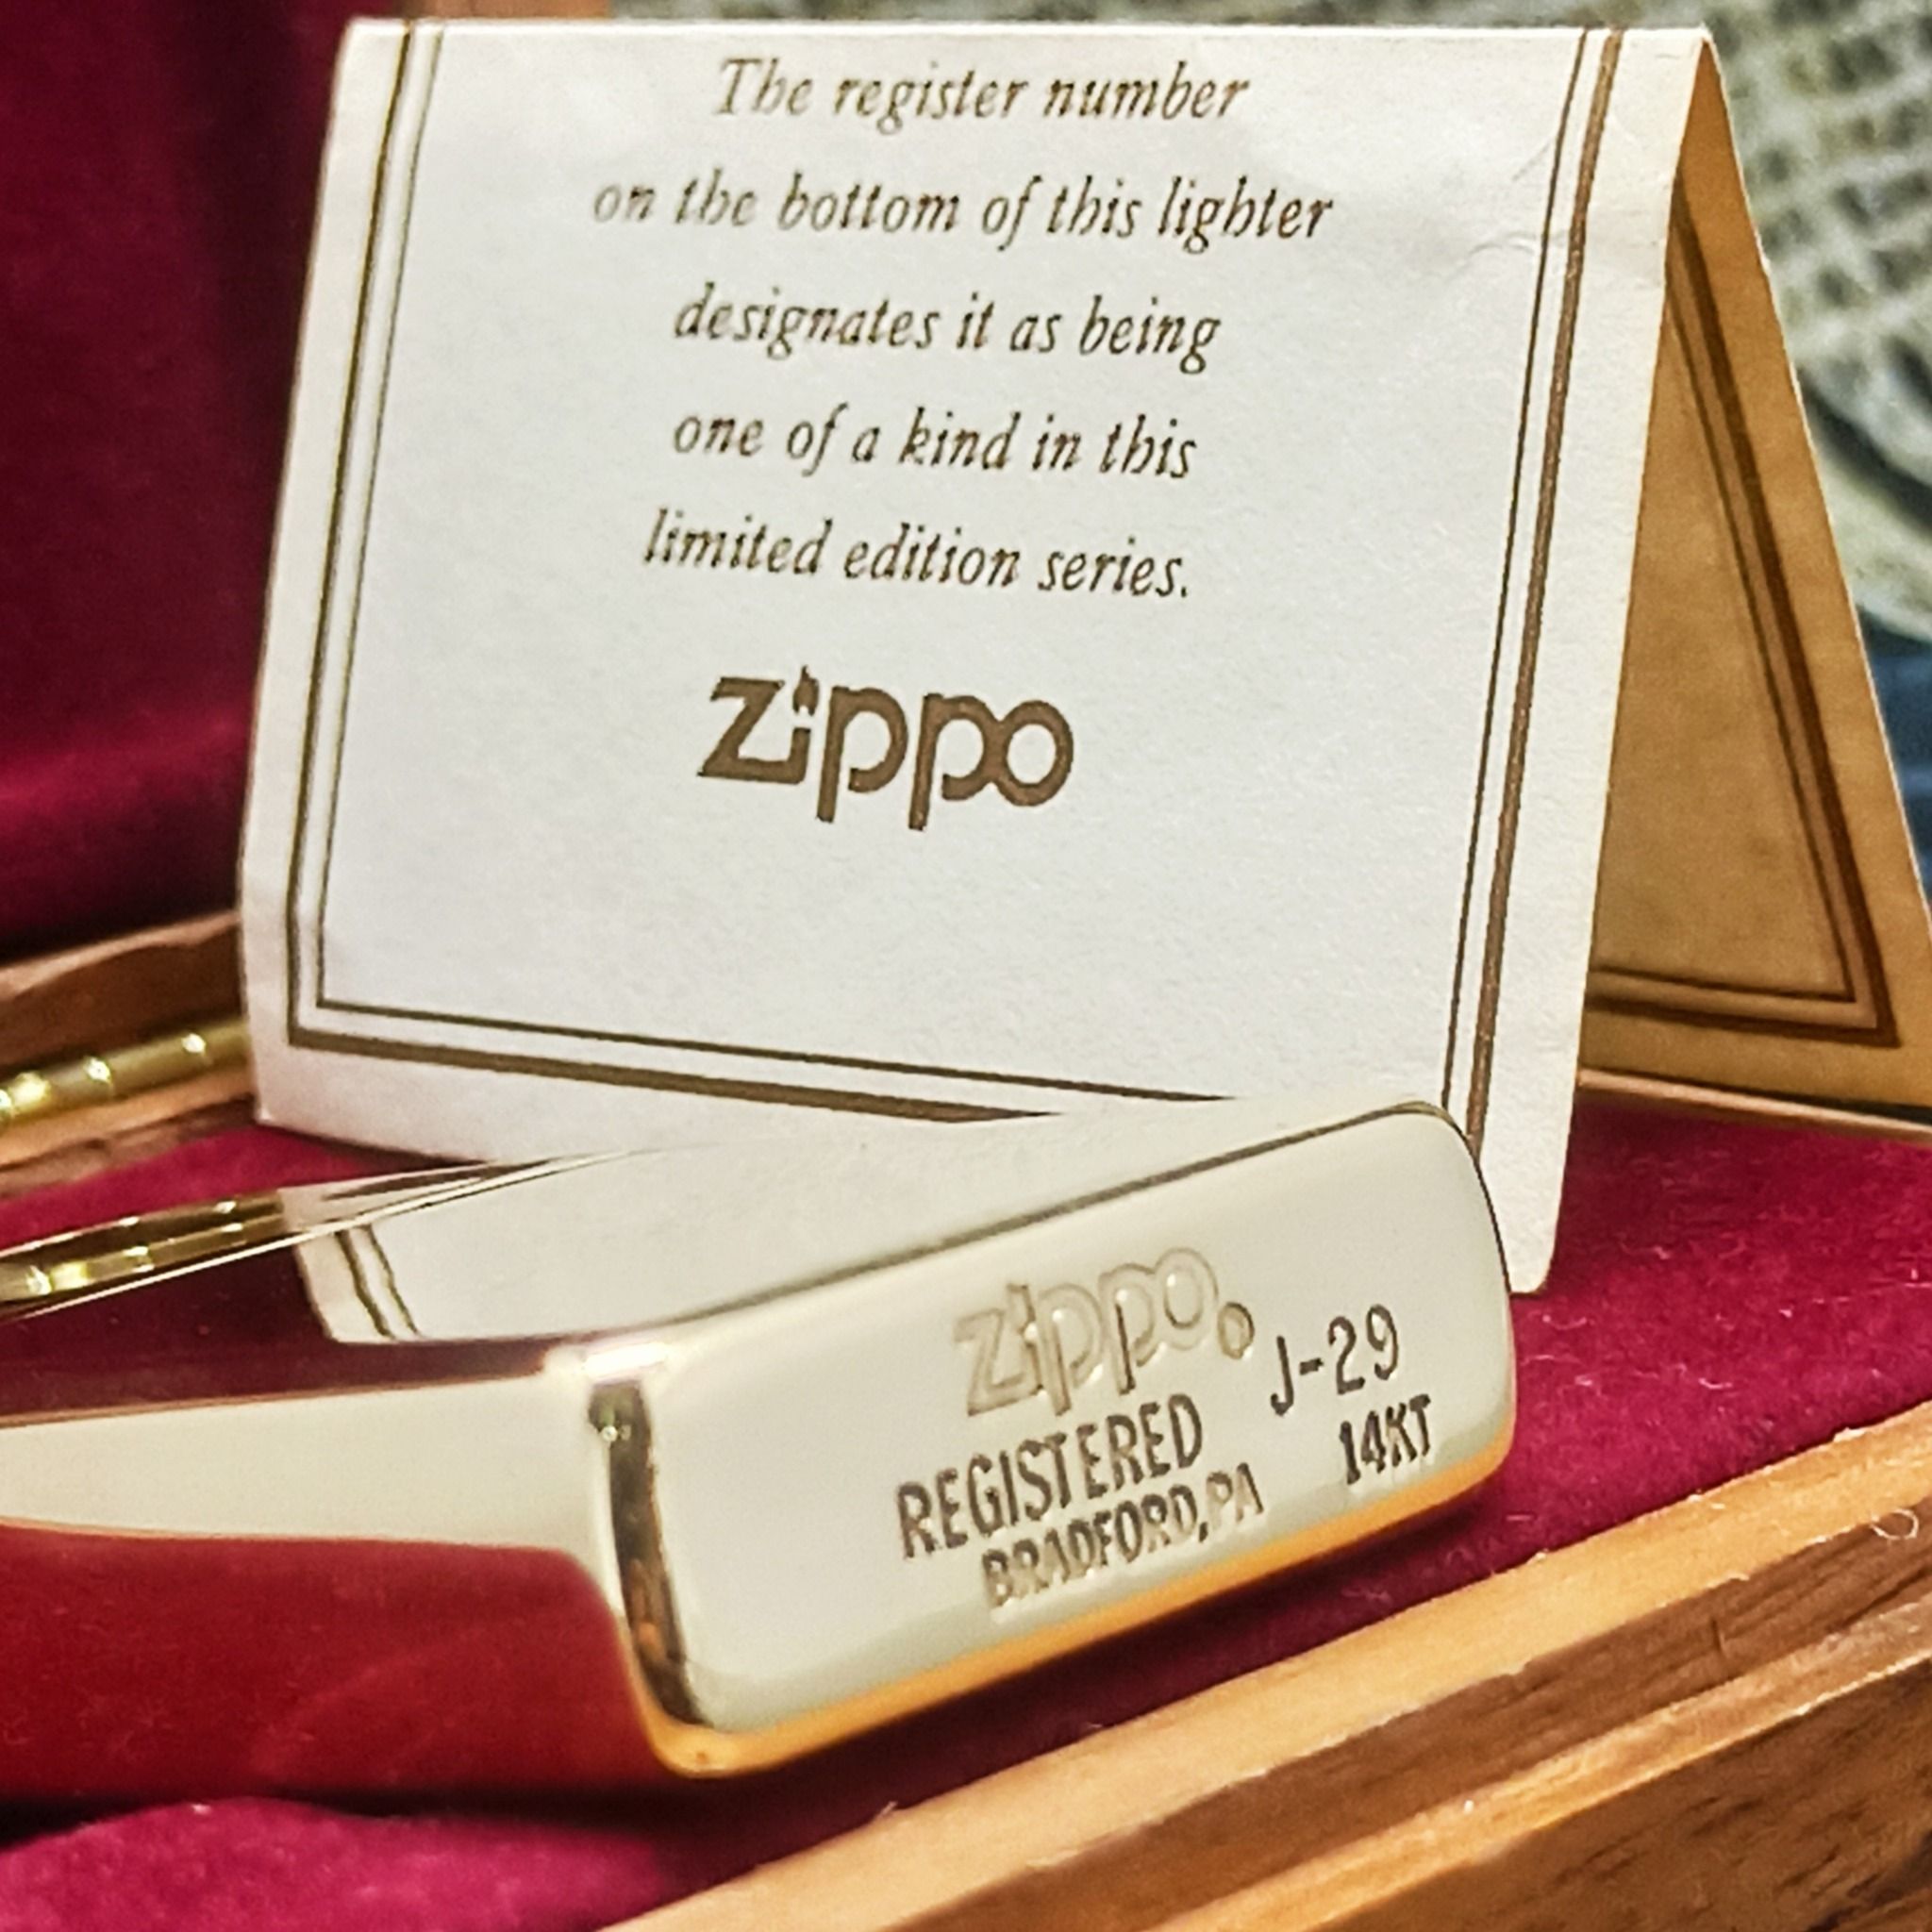 The register number
on the bottom of this lighter
designates it as being
one of a kind in this
limited edition series.
Zippo
Zippo
J-29
REGISTERED
14KT
BRADFORD, PA